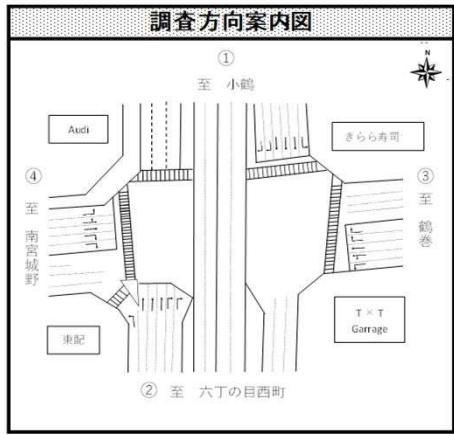 調査方向案内図
①
至 小鶴
N
Audi
きらら寿司
④
至 南宮城野
③
至 鶴巻
東配
T × T
Garrage
② 至 六丁の目西町